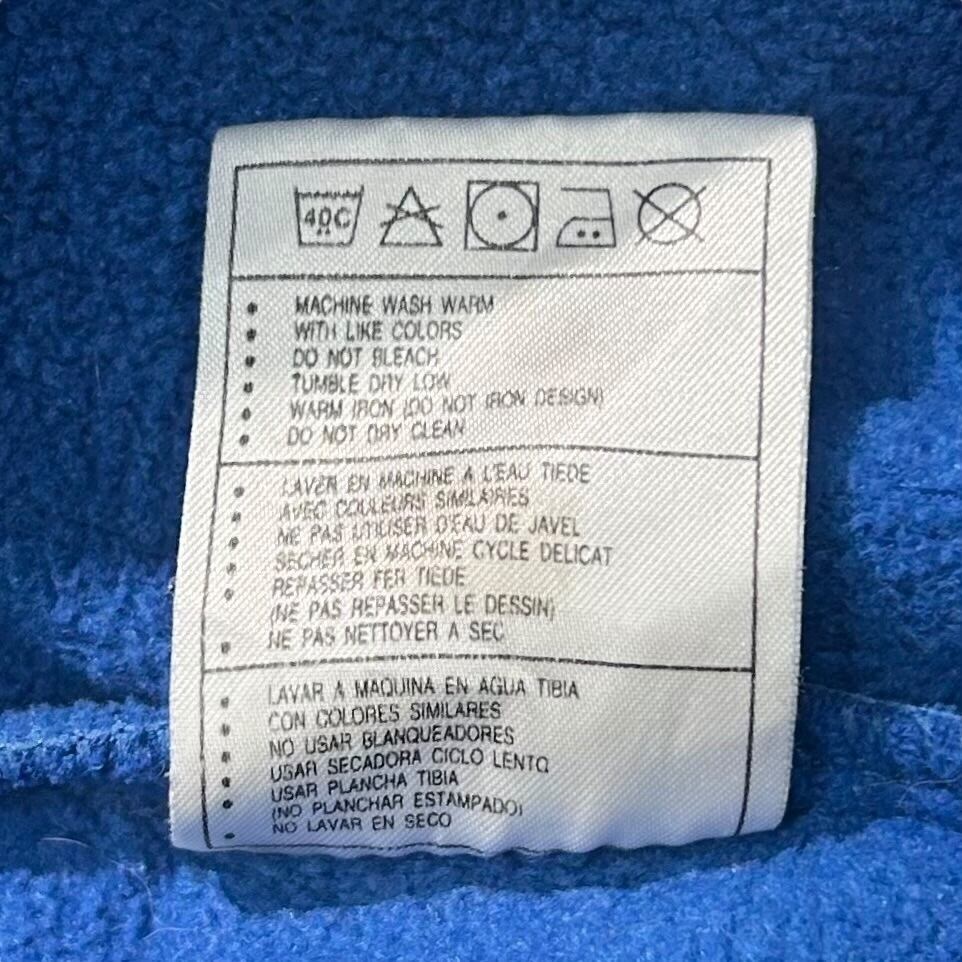 40C
• MACHINE WASH WARM
• WITH LIKE COLORS
• DO NOT BLEACH
• TUMBLE DRY LOW
• WARM IRON (DO NOT IRON DESIGN)
• DO NOT DRY CLEAN
• LAVER EN MACHINE A L'EAU TIEDE
• AVEC COULEURS SIMILAIRES
• NE PAS UTILISER D'EAU DE JAVEL
• SECHER EN MACHINE CYCLE DELICAT
• REPASSER FER TIEDE
(NE PAS REPASSER LE DESSIN)
• NE PAS NETTOYER A SEC
• LAVAR A MAQUINA EN AGUA TIBIA
• CON COLORES SIMILARES
• NO USAR BLANQUEADORES
• USAR SECADORA CICLO LENTO
• USAR PLANCHA TIBIA
(NO PLANCHAR ESTAMPADO)
• NO LAVAR EN SECO